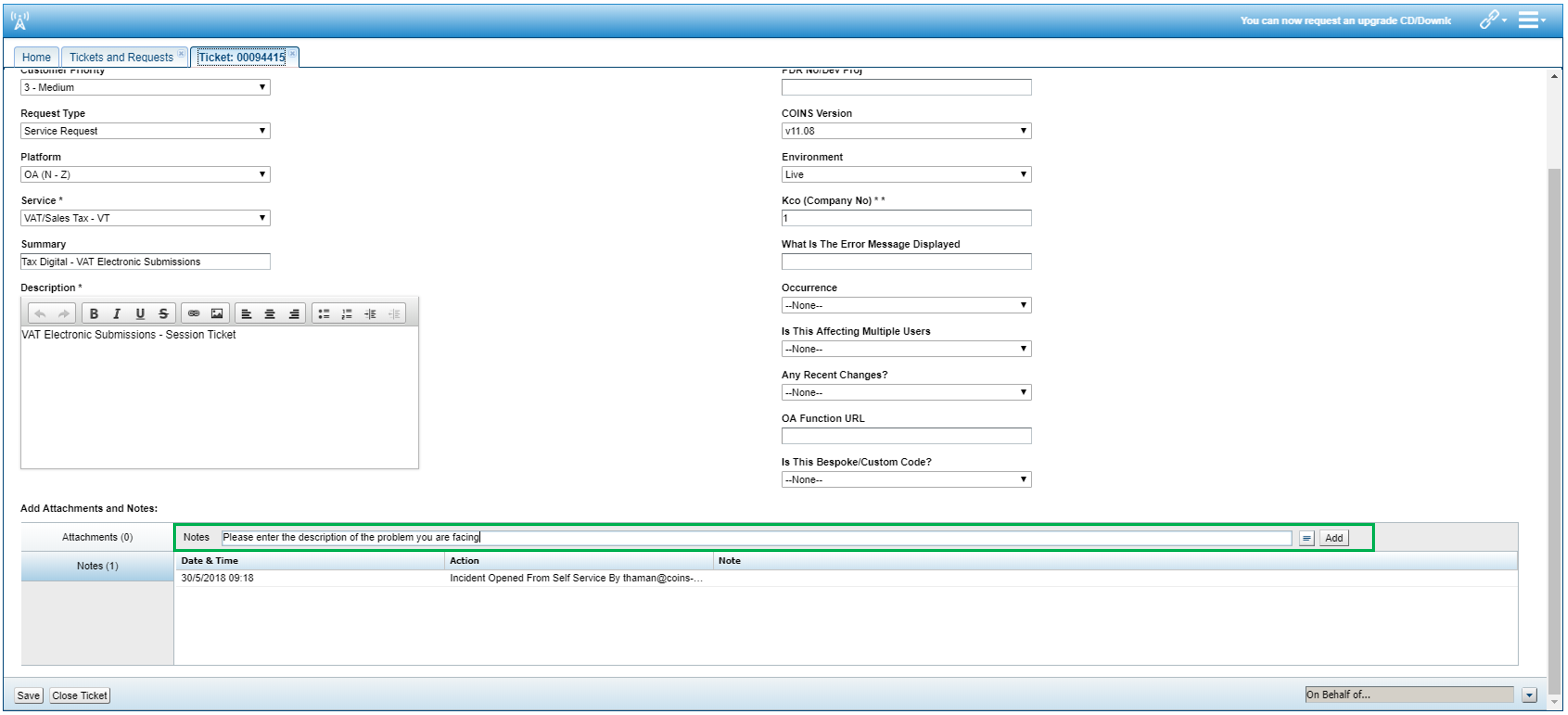 You can now request an upgrade CD/Downk
Home
Tickets and Requests
Ticket: 00094415
Customer Priority
3 - Medium
Request Type
Service Request
Platform
OA (N - Z)
Service *
VAT/Sales Tax - VT
Summary
Tax Digital - VAT Electronic Submissions
Description *
B I U S
VAT Electronic Submissions - Session Ticket
PDR No/Dev Proj
COINS Version
v11.08
Environment
Live
Kco (Company No) * *
1
What Is The Error Message Displayed
Occurrence
--None--
Is This Affecting Multiple Users
--None--
Any Recent Changes?
--None--
OA Function URL
Is This Bespoke/Custom Code?
--None--
Add Attachments and Notes:
Attachments (0)
Notes (1)
Notes Please enter the description of the problem you are facing Add
Date & Time Action Note
30/5/2018 09:18 Incident Opened From Self Service By thaman@coins-...
Save Close Ticket On Behalf of...